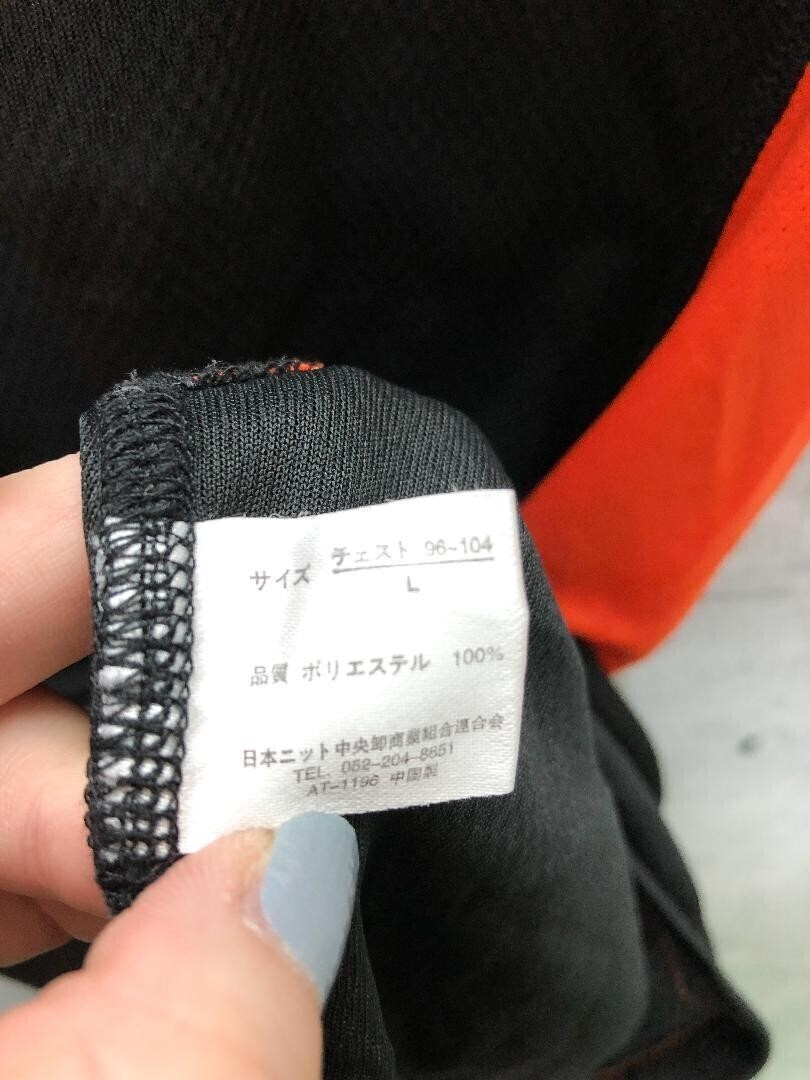 チェスト 96~104
サイズ
L
品質 ポリエステル 100%
日本ニット中央卸商業組合連合会
TEL. 052-204-8651
AT-1196 中国製